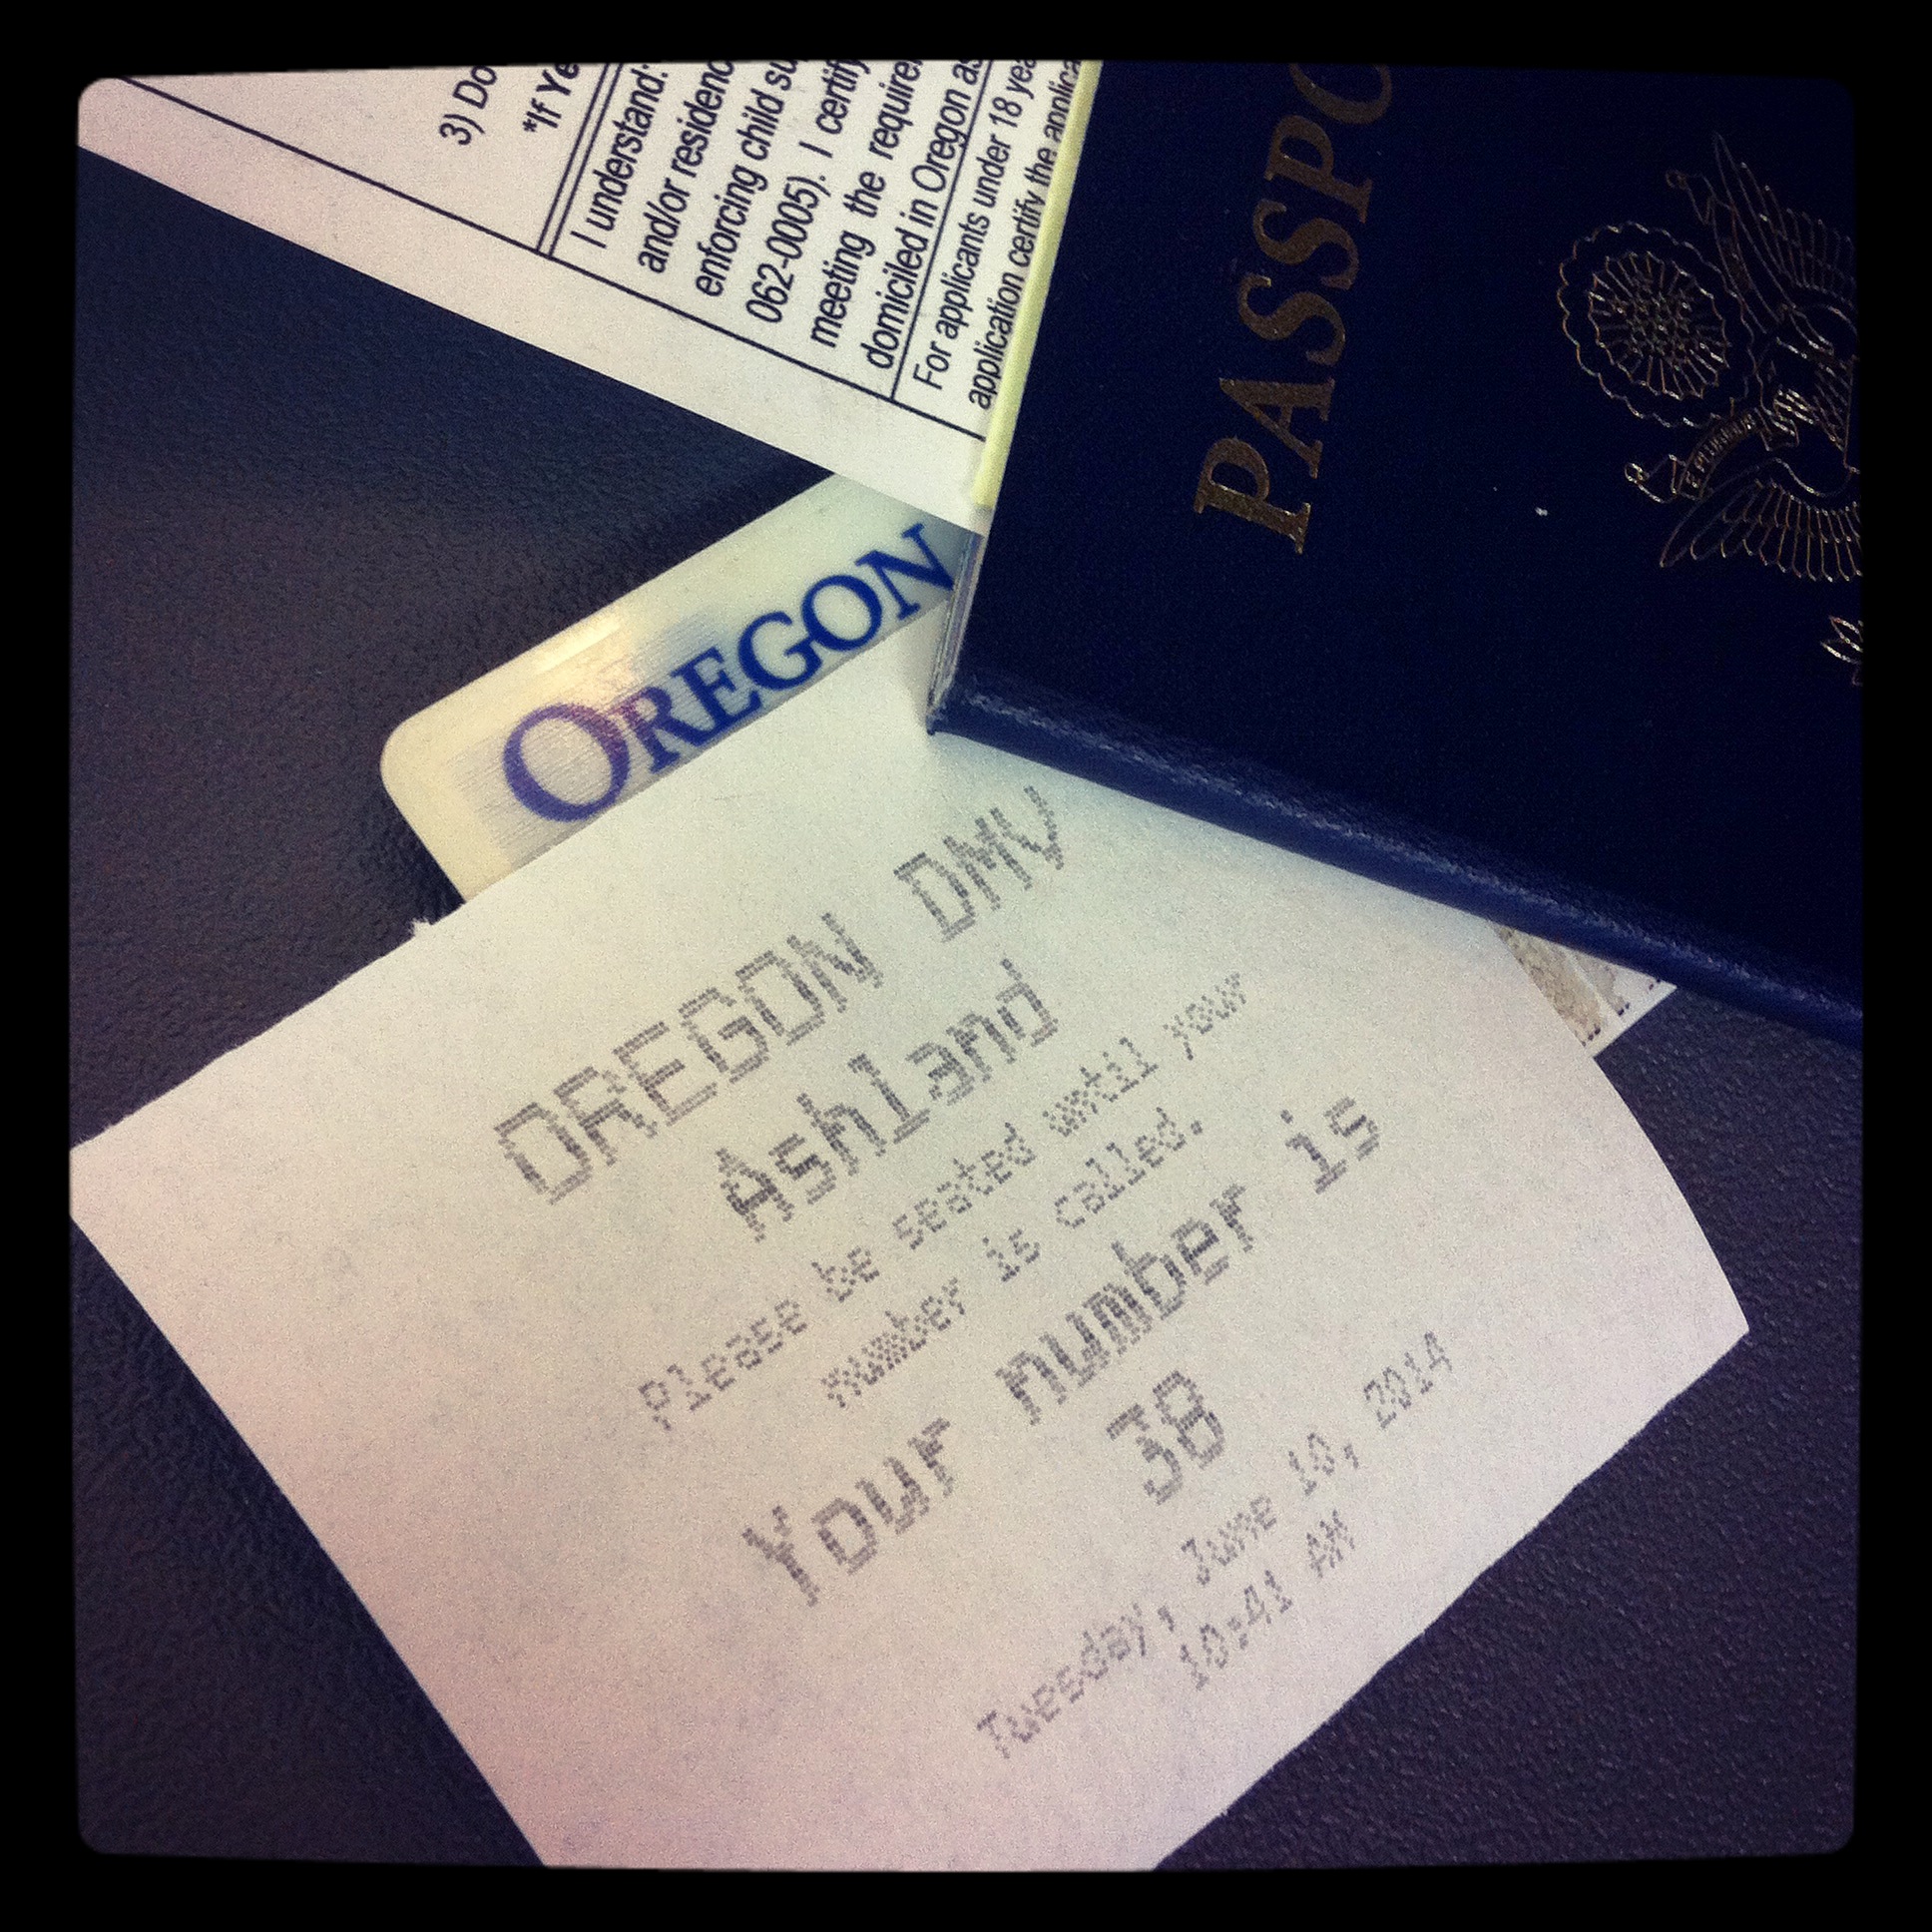 3) Do
*If Ye
I understand:
and/or residenc
enforcing child su
062-0005). I certify
meeting the require
domiciled in Oregon as
For applicants under 18 yea
application certify the applica
PASSPO
OREGON
OREGON DMV
Ashland
Please be seated until your
number is called.
Your number is
38
Tuesday, June 10, 2014
10:41 AM